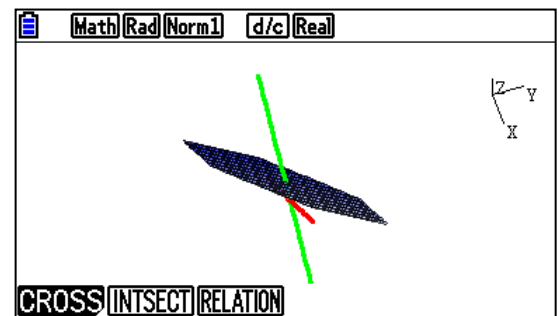 Math Rad Norm1 d/c Real
Z
Y
X
CROSS INTSECT RELATION